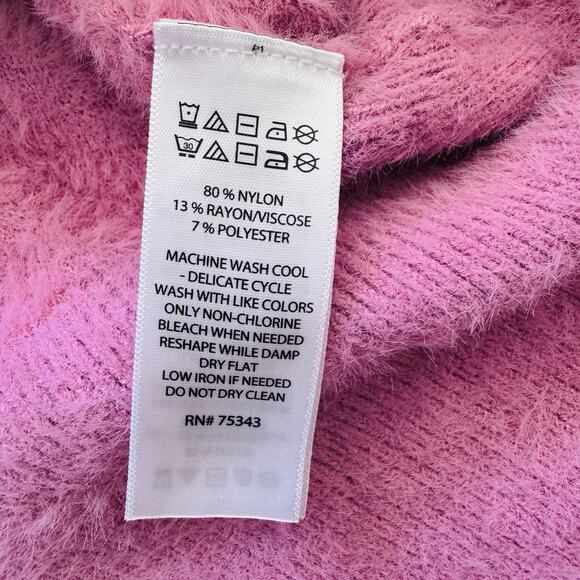 30
80 % NYLON
13 % RAYON/VISCOSE
7 % POLYESTER
MACHINE WASH COOL
- DELICATE CYCLE
WASH WITH LIKE COLORS
ONLY NON-CHLORINE
BLEACH WHEN NEEDED
RESHAPE WHILE DAMP
DRY FLAT
LOW IRON IF NEEDED
DO NOT DRY CLEAN
RN# 75343